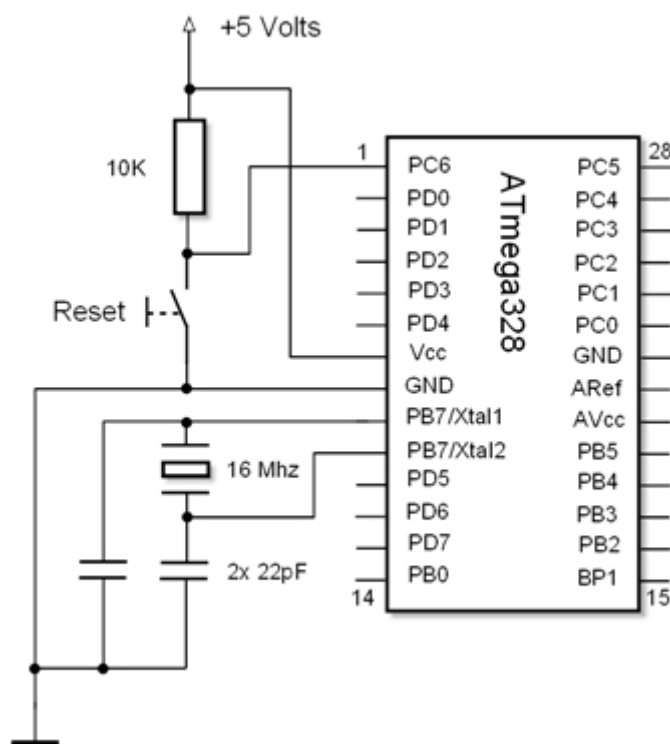 +5 Volts
10K
Reset
16 Mhz
2x 22pF
ATmega328
1
28
PC6
PC5
PD0
PC4
PD1
PC3
PD2
PC2
PD3
PC1
PD4
PC0
Vcc
GND
GND
ARef
PB7/Xtal1
AVcc
PB7/Xtal2
PB5
PD5
PB4
PD6
PB3
PD7
PB2
PB0
BP1
14
15